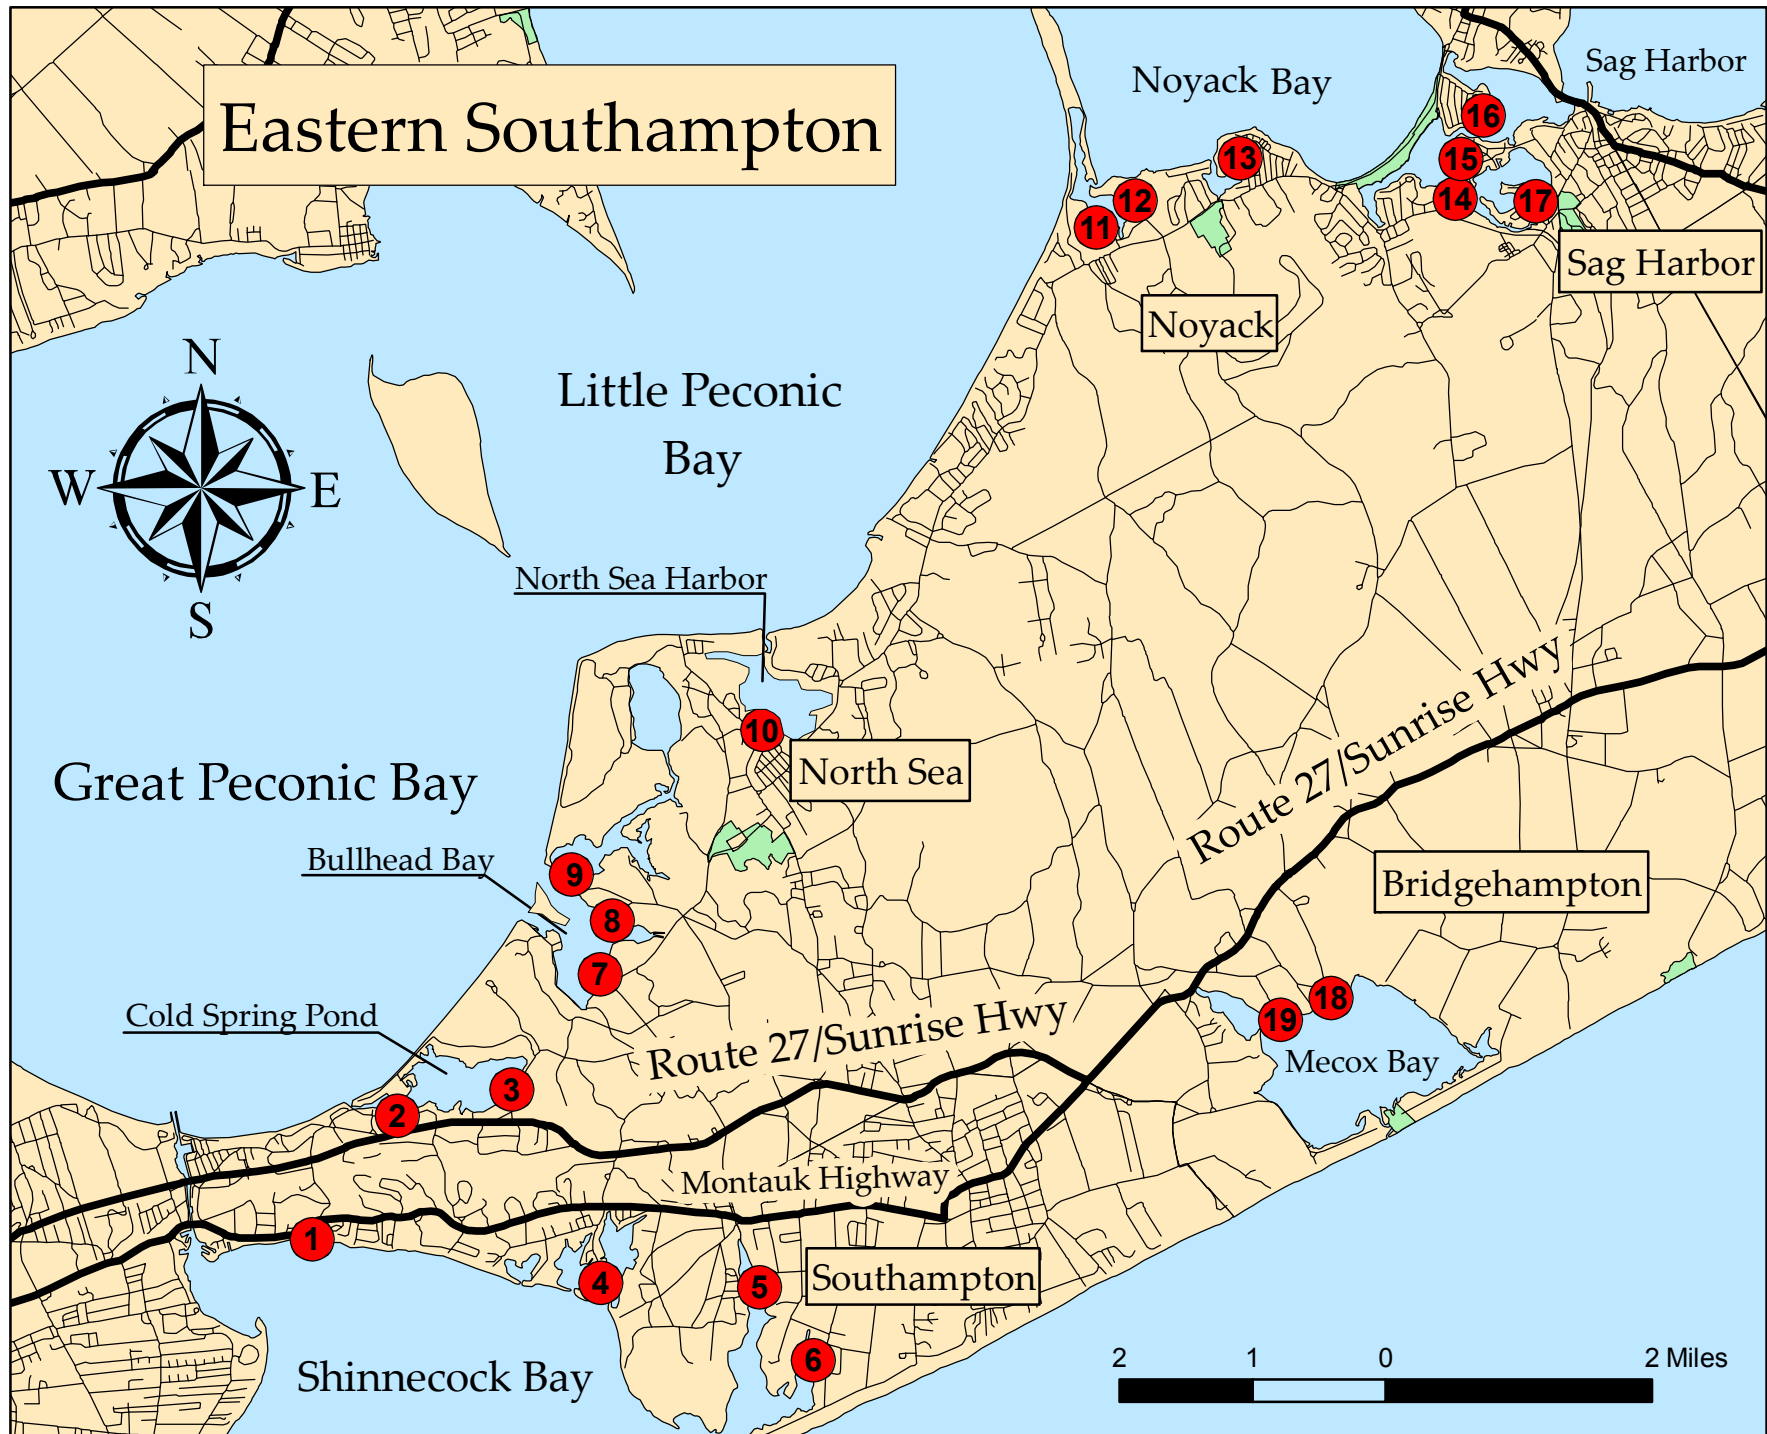 Eastern Southampton
Noyack Bay
Sag Harbor
16
13
15
12
14
17
11
Sag Harbor
Noyack
N
W
E
S
Little Peconic
Bay
North Sea Harbor
10
North Sea
Great Peconic Bay
Route 27/Sunrise Hwy
Bullhead Bay
9
Bridgehampton
8
7
18
Cold Spring Pond
19
Route 27/Sunrise Hwy
Mecox Bay
3
2
Montauk Highway
1
4
5
Southampton
6
Shinnecock Bay
2
1
0
2 Miles